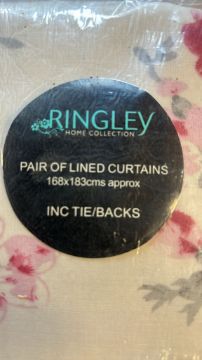 RINGLEY
HOME COLLECTION
PAIR OF LINED CURTAINS
168x183cms approx
INC TIE/BACKS